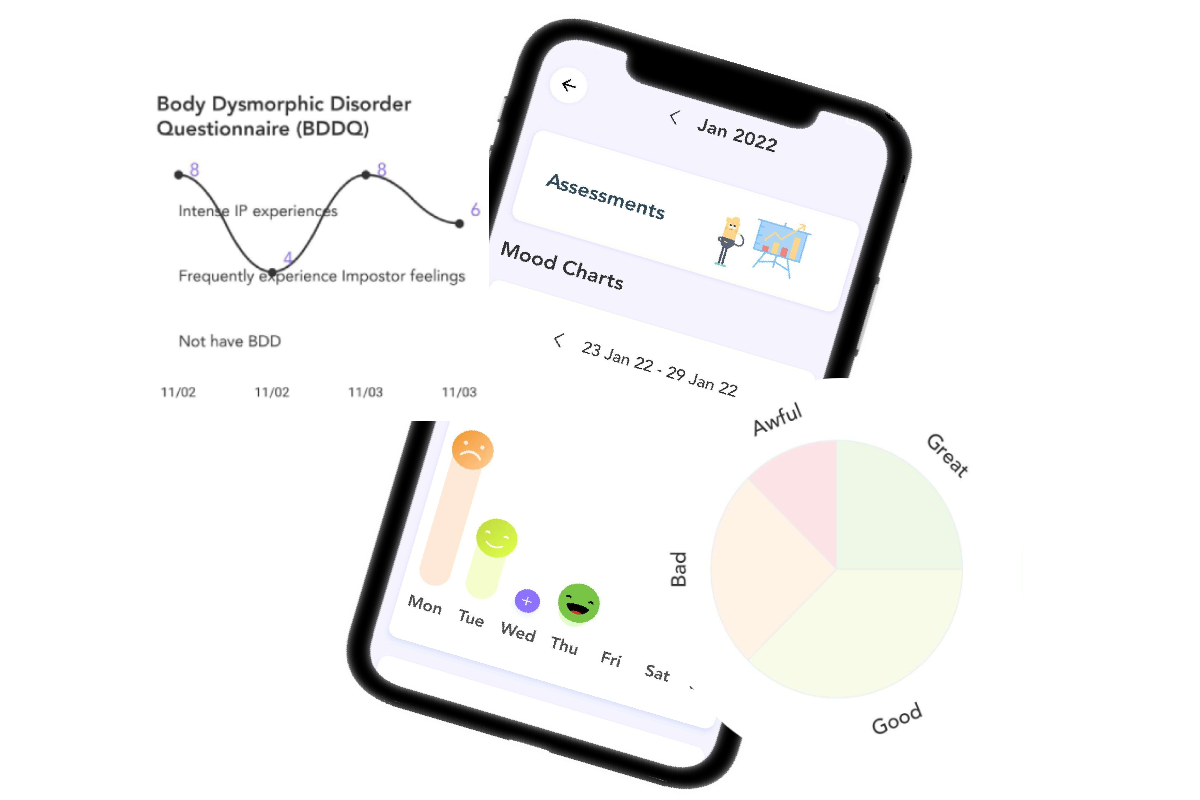 Body Dysmorphic Disorder
Questionnaire (BDDQ)
8
8
6
Intense IP experiences
4
Frequently experience Impostor feelings
Not have BDD
11/02
11/02
11/03
11/03
Jan 2022
Assessments
Mood Charts
23 Jan 22 - 29 Jan 22
Mon
Tue
Wed
Thu
Fri
Sat
Awful
Great
Bad
Good